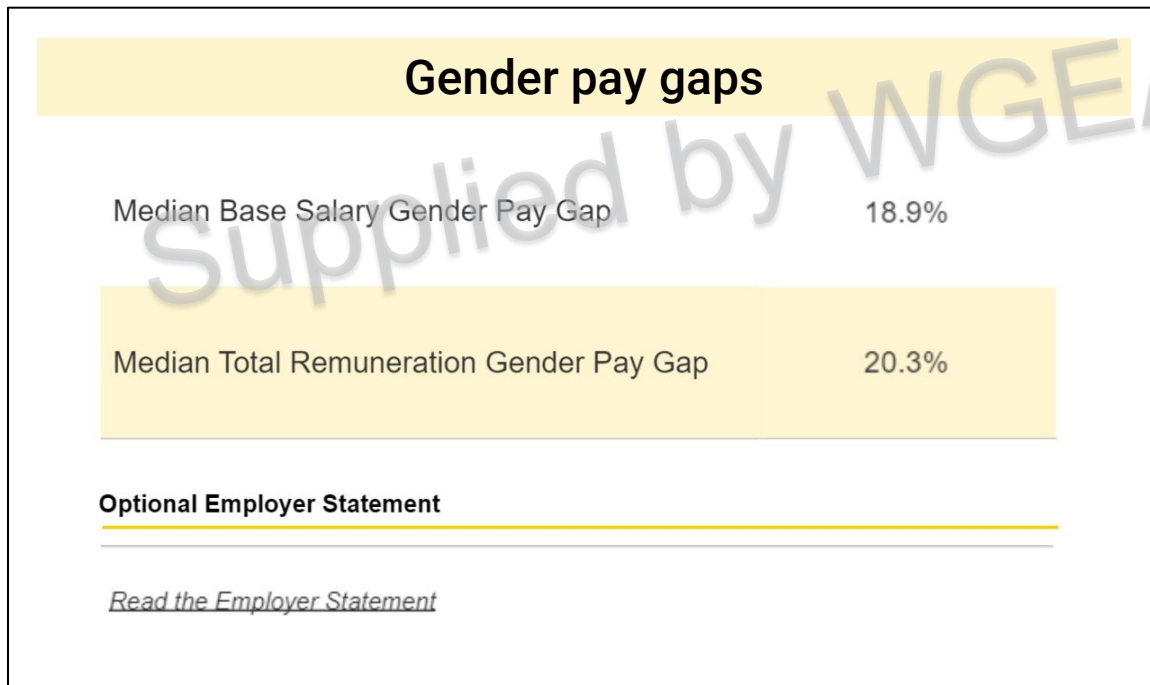 Gender pay gaps
Supplied by WGEA
Median Base Salary Gender Pay Gap 18.9%
Median Total Remuneration Gender Pay Gap 20.3%
Optional Employer Statement
Read the Employer Statement